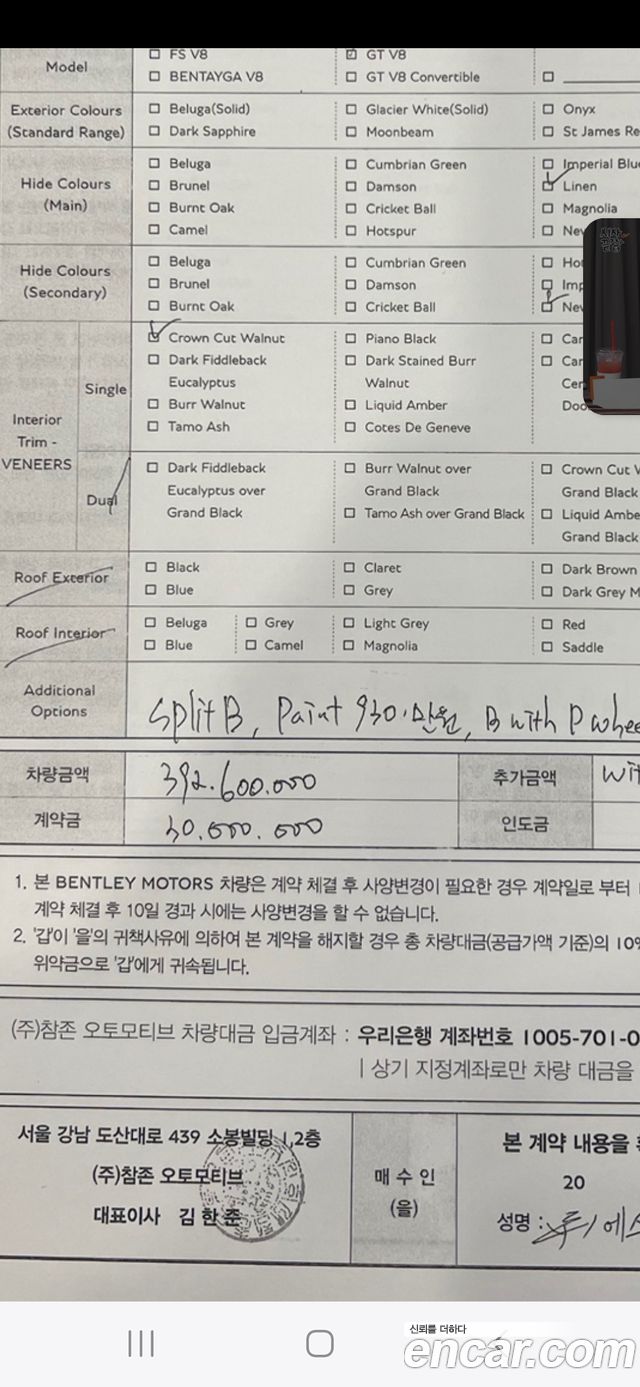 Model
☐ FS V8 ☑ GT V8
☐ BENTAYGA V8 ☐ GT V8 Convertible ☐
Exterior Colours (Standard Range)
☐ Beluga(Solid) ☐ Glacier White(Solid) ☐ Onyx
☐ Dark Sapphire ☐ Moonbeam ☐ St James Re
Hide Colours (Main)
☐ Beluga ☐ Cumbrian Green ☐ Imperial Blu
☐ Brunel ☐ Damson ☑ Linen
☐ Burnt Oak ☐ Cricket Ball ☐ Magnolia
☐ Camel ☐ Hotspur ☐ Nev
Hide Colours (Secondary)
☐ Beluga ☐ Cumbrian Green ☐ Ho
☐ Brunel ☐ Damson ☐ Imp
☐ Burnt Oak ☐ Cricket Ball ☑ Nev
Interior Trim - VENEERS
Single
☑ Crown Cut Walnut ☐ Piano Black ☐ Car
☐ Dark Fiddleback ☐ Dark Stained Burr ☐ Car
Eucalyptus Walnut Cer
☐ Burr Walnut ☐ Liquid Amber Doo
☐ Tamo Ash ☐ Cotes De Geneve
Dual
☐ Dark Fiddleback ☐ Burr Walnut over ☐ Crown Cut V
Eucalyptus over Grand Black Grand Black
Grand Black ☐ Tamo Ash over Grand Black ☐ Liquid Ambe
Grand Black
Roof Exterior
☐ Black ☐ Claret ☐ Dark Brown
☐ Blue ☐ Grey ☐ Dark Grey M
Roof Interior
☐ Beluga ☐ Grey ☐ Light Grey ☐ Red
☐ Blue ☐ Camel ☐ Magnolia ☐ Saddle
Additional Options
Split B, Paint 930.만원, B with P whee
차량금액 392.600.000 추가금액 wit
계약금 30.000.000 인도금
1. 본 BENTLEY MOTORS 차량은 계약 체결 후 사양변경이 필요한 경우 계약일로 부터
계약 체결 후 10일 경과 시에는 사양변경을 할 수 없습니다.
2. '갑'이 '을'의 귀책사유에 의하여 본 계약을 해지할 경우 총 차량대금(공급가액 기준)의 10%
위약금으로 '갑'에게 귀속됩니다.
(주)참존 오토모티브 차량대금 입금계좌 : 우리은행 계좌번호 1005-701-0
| 상기 지정계좌로만 차량 대금을
서울 강남 도산대로 439 소봉빌딩 1,2층
(주)참존 오토모티브
대표이사 김한준
매수인
(을)
본 계약 내용을
20
성명 :
신뢰를 더하다
encar.com